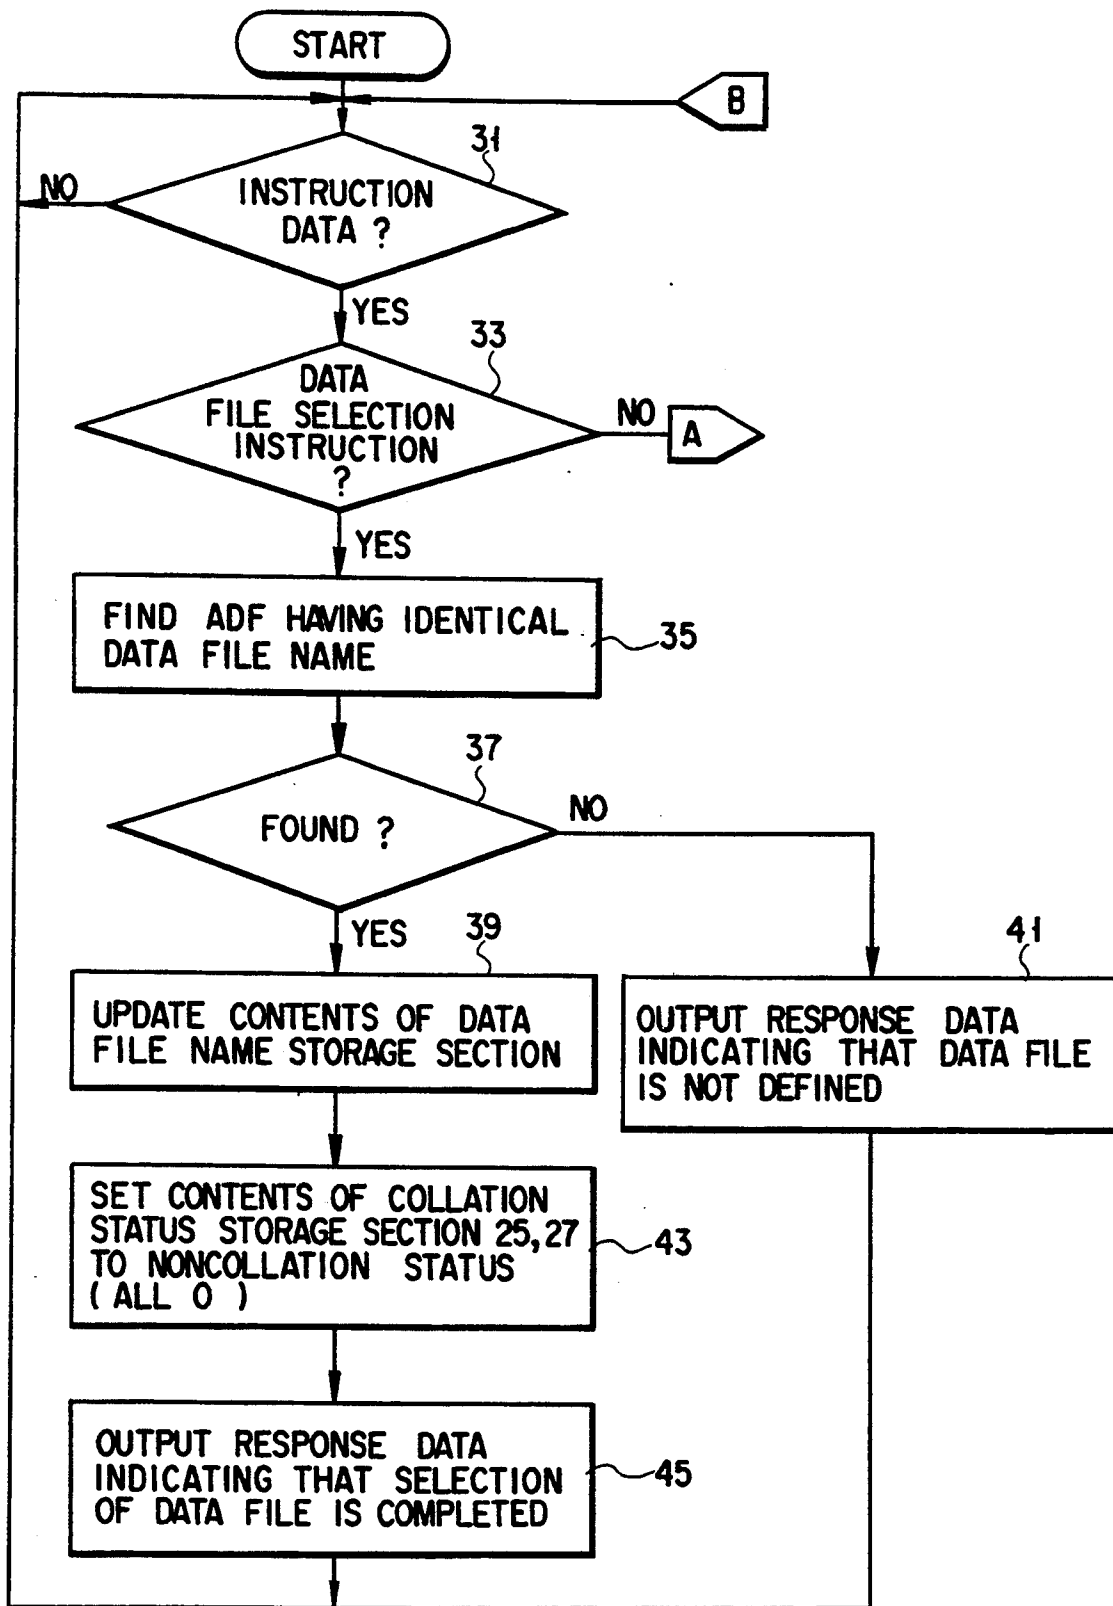 START
B
31
NO
INSTRUCTION
DATA ?
YES
33
DATA
FILE SELECTION
INSTRUCTION
?
NO
A
YES
FIND ADF HAVING IDENTICAL
DATA FILE NAME
35
37
FOUND ?
NO
YES
39
41
UPDATE CONTENTS OF DATA
FILE NAME STORAGE SECTION
OUTPUT RESPONSE DATA
INDICATING THAT DATA FILE
IS NOT DEFINED
SET CONTENTS OF COLLATION
STATUS STORAGE SECTION 25,27
TO NONCOLLATION STATUS
( ALL 0 )
43
OUTPUT RESPONSE DATA
INDICATING THAT SELECTION
OF DATA FILE IS COMPLETED
45